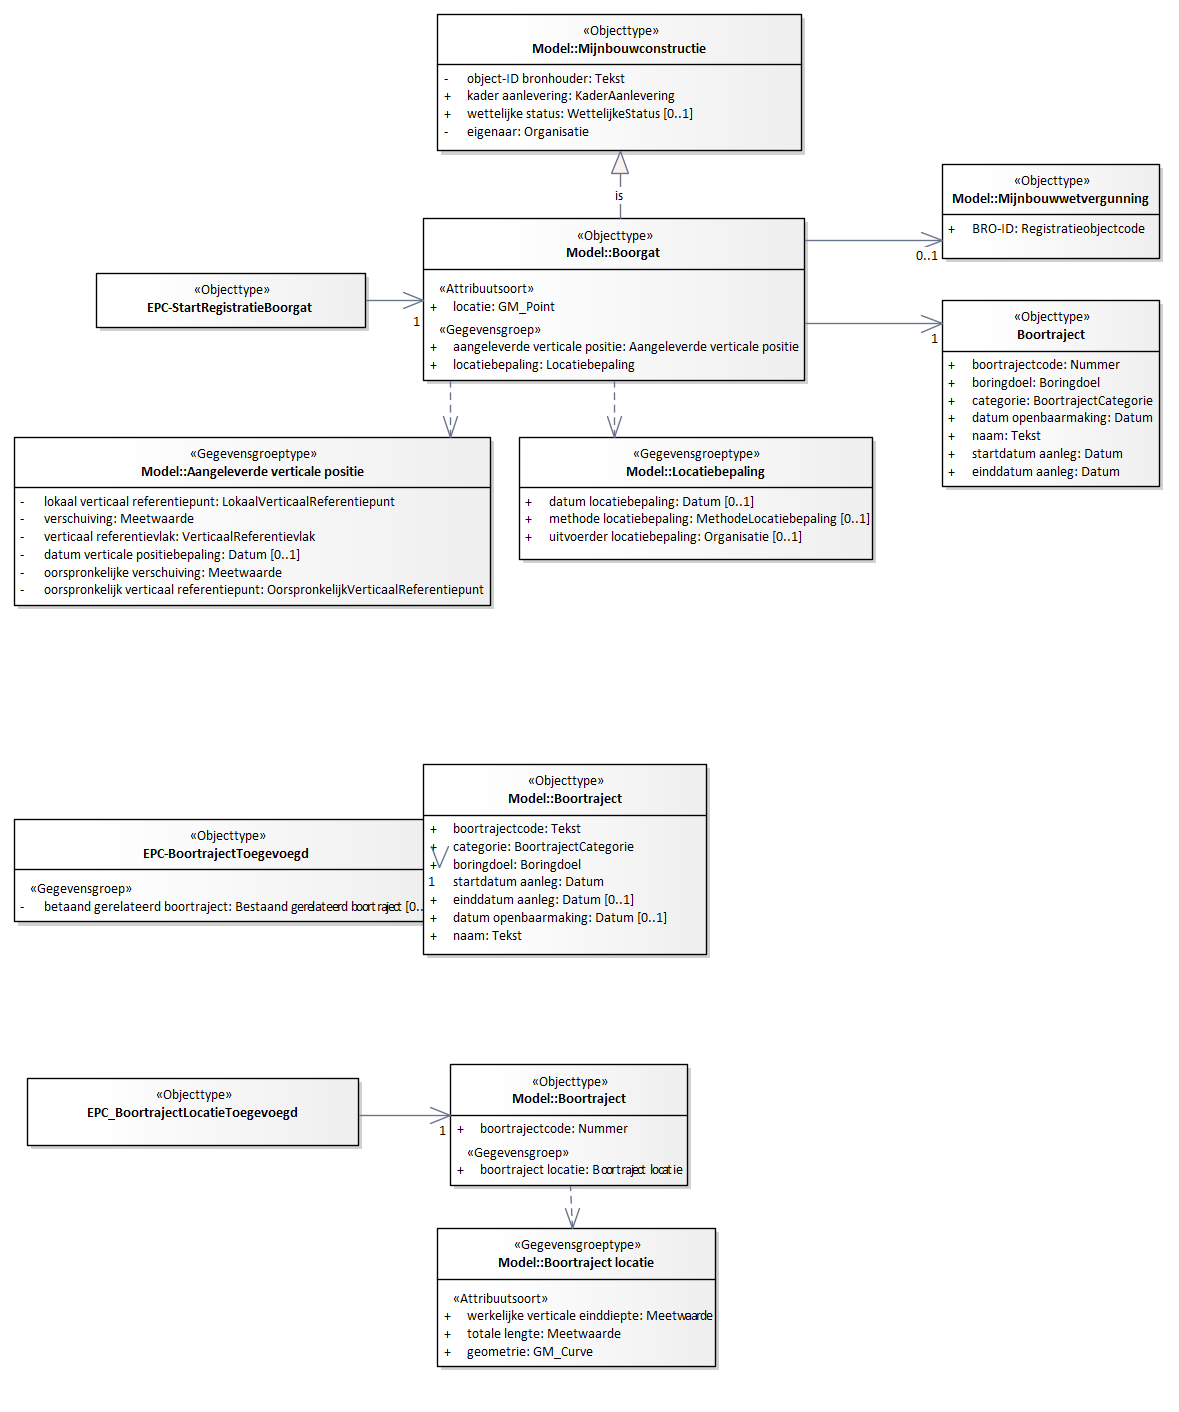 «Objecttype»
Model::Mijnbouwconstructie
- object-ID bronhouder: Tekst
+ kader aanlevering: KaderAanlevering
+ wettelijke status: WettelijkeStatus [0..1]
- eigenaar: Organisatie
is
«Objecttype»
Model::Mijnbouwwetvergunning
+ BRO-ID: Registratieobjectcode
0..1
«Objecttype»
Model::Boorgat
«Attribuutsoort»
+ locatie: GM_Point
«Gegevensgroep»
+ aangeleverde verticale positie: Aangeleverde verticale positie
+ locatiebepaling: Locatiebepaling
«Objecttype»
EPC-StartRegistratieBoorgat
1
«Objecttype»
Boortraject
+ boortrajectcode: Nummer
+ boringdoel: Boringdoel
+ categorie: BoortrajectCategorie
+ datum openbaarmaking: Datum
+ naam: Tekst
+ startdatum aanleg: Datum
+ einddatum aanleg: Datum
1
«Gegevensgroeptype»
Model::Aangeleverde verticale positie
- lokaal verticaal referentiepunt: LokaalVerticaalReferentiepunt
- verschuiving: Meetwaarde
- verticaal referentievlak: VerticaalReferentievlak
- datum verticale positiebepaling: Datum [0..1]
- oorspronkelijke verschuiving: Meetwaarde
- oorspronkelijk verticaal referentiepunt: OorspronkelijkVerticaalReferentiepunt
«Gegevensgroeptype»
Model::Locatiebepaling
+ datum locatiebepaling: Datum [0..1]
+ methode locatiebepaling: MethodeLocatiebepaling [0..1]
+ uitvoerder locatiebepaling: Organisatie [0..1]
«Objecttype»
EPC-BoortrajectToegevoegd
«Gegevensgroep»
- betaand gerelateerd boortraject: Bestaand gerelateerd boortraject [0..
«Objecttype»
Model::Boortraject
+ boortrajectcode: Tekst
+ categorie: BoortrajectCategorie
+ boringdoel: Boringdoel
1 startdatum aanleg: Datum
+ einddatum aanleg: Datum [0..1]
+ datum openbaarmaking: Datum [0..1]
+ naam: Tekst
«Objecttype»
EPC_BoortrajectLocatieToegevoegd
1
«Objecttype»
Model::Boortraject
+ boortrajectcode: Nummer
«Gegevensgroep»
+ boortraject locatie: Boortraject locatie
«Gegevensgroeptype»
Model::Boortraject locatie
«Attribuutsoort»
+ werkelijke verticale einddiepte: Meetwaarde
+ totale lengte: Meetwaarde
+ geometrie: GM_Curve